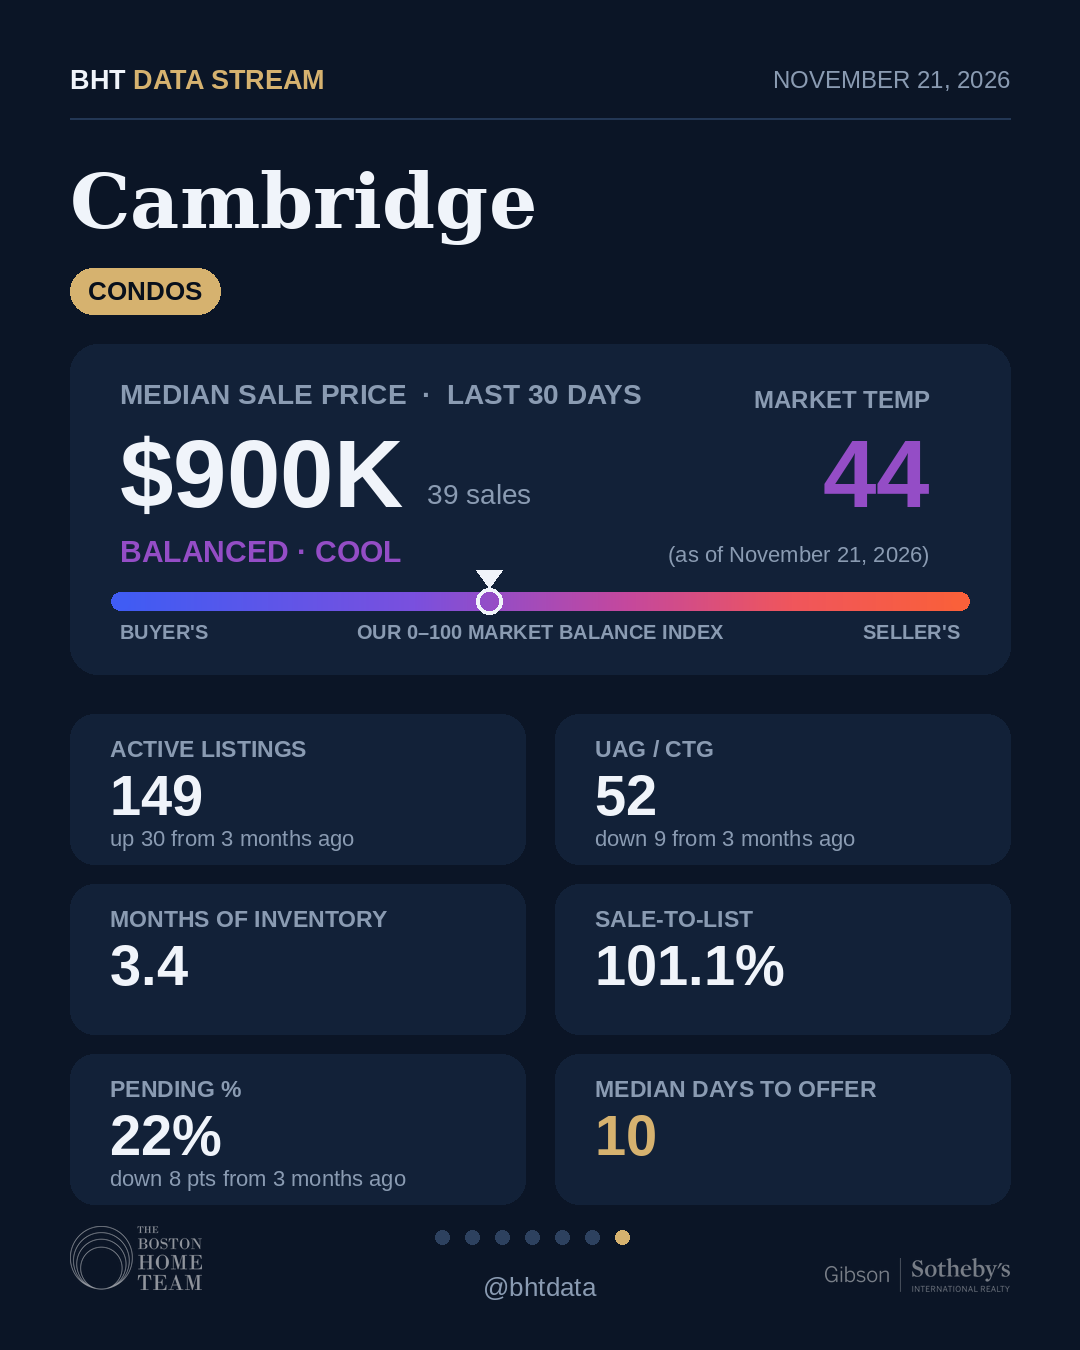 BHT DATA STREAM
NOVEMBER 21, 2026
Cambridge
CONDOS
MEDIAN SALE PRICE · LAST 30 DAYS
MARKET TEMP
$900K 39 sales
44
BALANCED · COOL
(as of November 21, 2026)
BUYER'S
OUR 0–100 MARKET BALANCE INDEX
SELLER'S
ACTIVE LISTINGS
149
up 30 from 3 months ago
UAG / CTG
52
down 9 from 3 months ago
MONTHS OF INVENTORY
3.4
SALE-TO-LIST
101.1%
PENDING %
22%
down 8 pts from 3 months ago
MEDIAN DAYS TO OFFER
10
THE
BOSTON
HOME
TEAM
@bhtdata
Gibson
Sotheby's
INTERNATIONAL REALTY